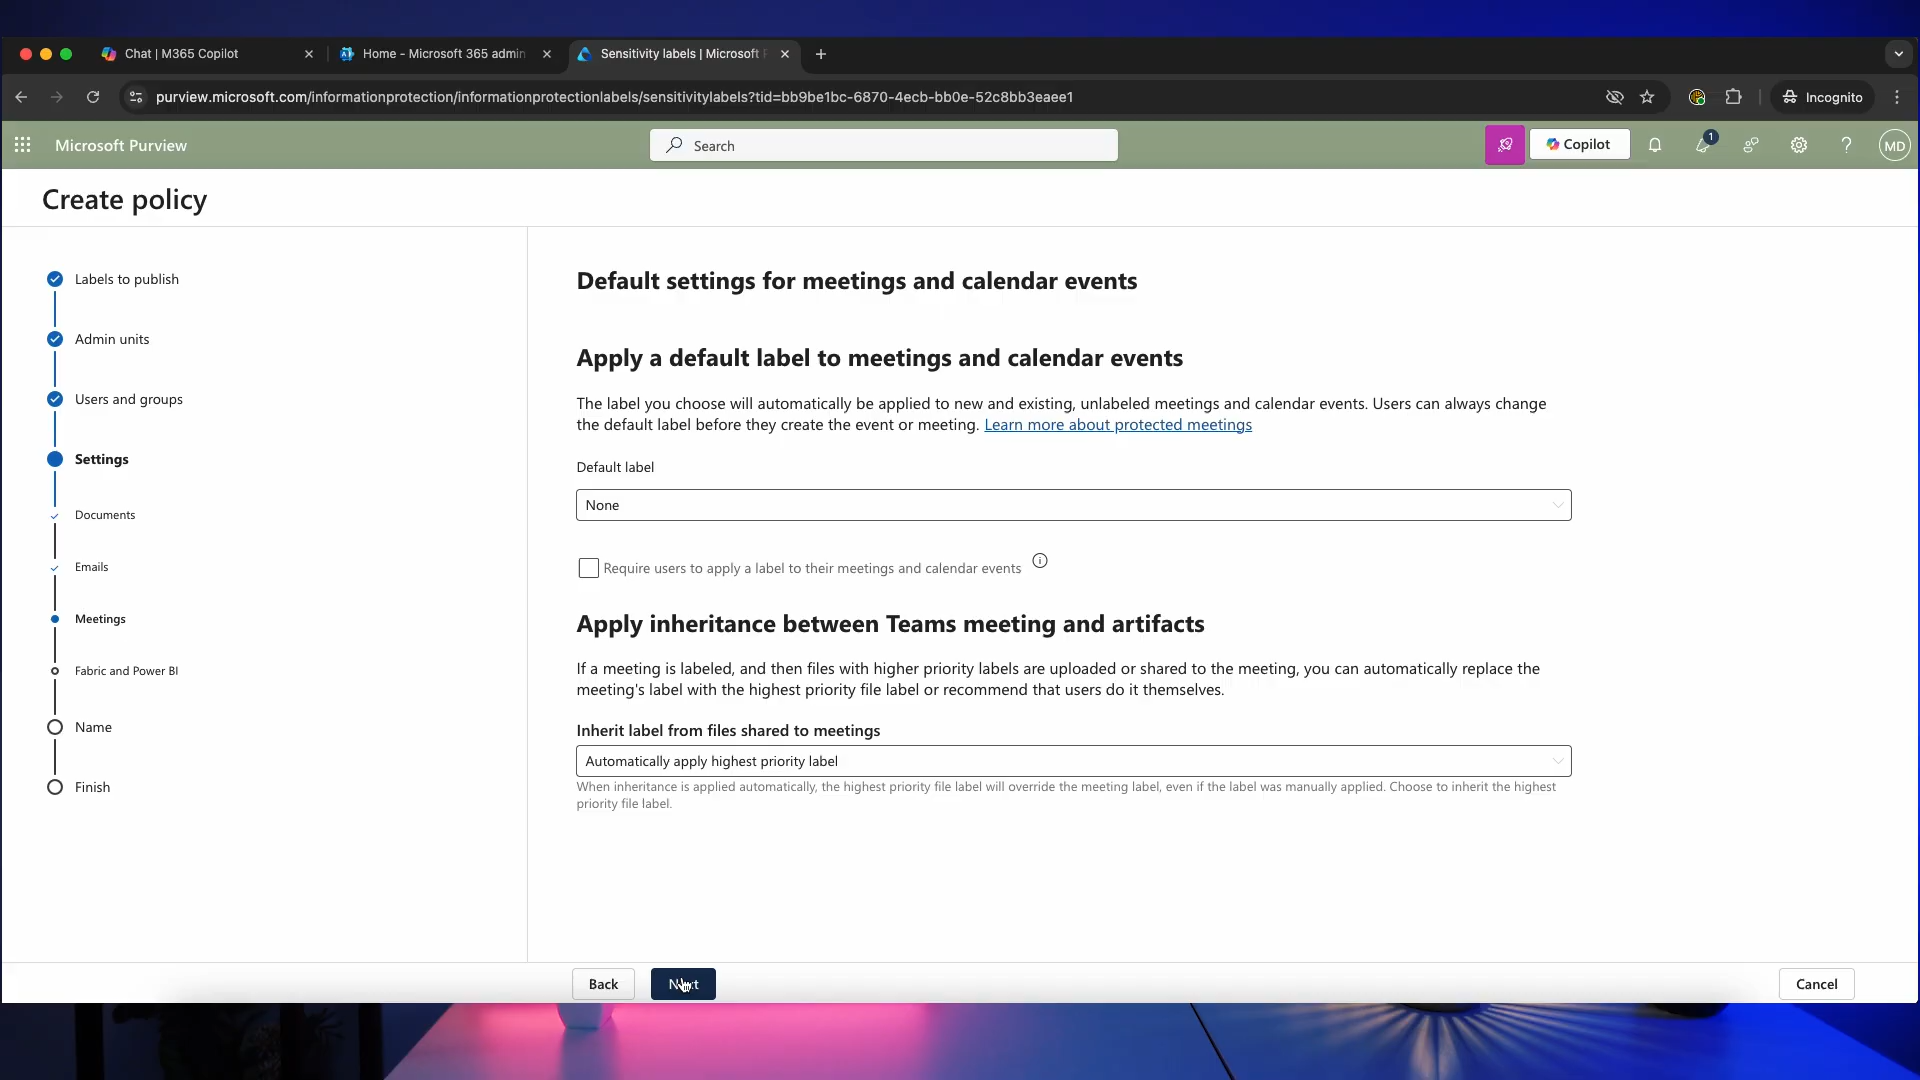 Chat | M365 Copilot
Home - Microsoft 365 admin
Sensitivity labels | Microsoft
purview.microsoft.com/informationprotection/informationprotectionlabels/sensitivitylabels?tid=bb9be1bc-6870-4ecb-bb0e-52c8bb3eaee1
Incognito
Microsoft Purview
Search
Copilot
1
MD
Create policy
Labels to publish
Admin units
Users and groups
Settings
Documents
Emails
Meetings
Fabric and Power BI
Name
Finish
Default settings for meetings and calendar events
Apply a default label to meetings and calendar events
The label you choose will automatically be applied to new and existing, unlabeled meetings and calendar events. Users can always change
the default label before they create the event or meeting. Learn more about protected meetings
Default label
None
Require users to apply a label to their meetings and calendar events
Apply inheritance between Teams meeting and artifacts
If a meeting is labeled, and then files with higher priority labels are uploaded or shared to the meeting, you can automatically replace the
meeting's label with the highest priority file label or recommend that users do it themselves.
Inherit label from files shared to meetings
Automatically apply highest priority label
When inheritance is applied automatically, the highest priority file label will override the meeting label, even if the label was manually applied. Choose to inherit the highest
priority file label.
Back
Next
Cancel